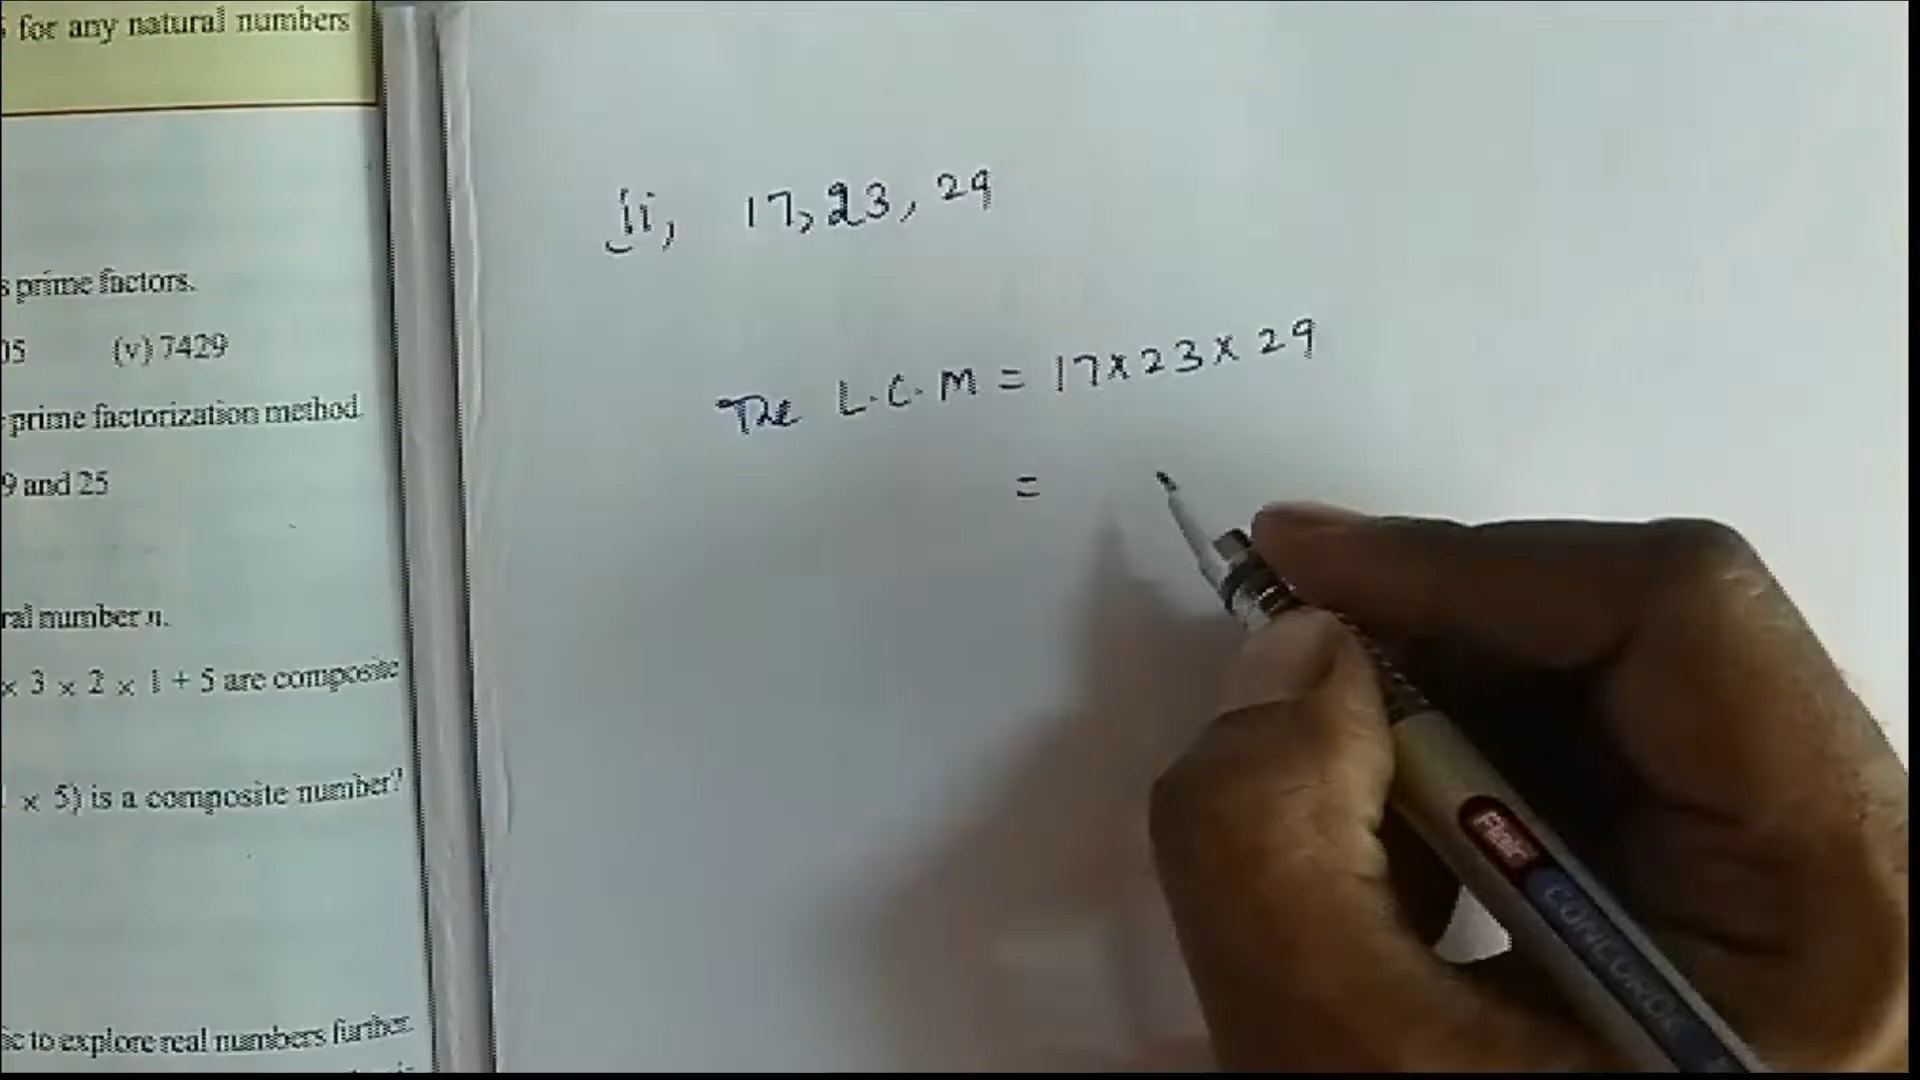 for any natural numbers
prime factors.
05 (v) 7429
prime factorization method.
9 and 25
ral number n.
× 3 × 2 × 1 + 5 are composite
× 5) is a composite number?
to explore real numbers further.
ii, 17, 23, 29
The L.C.M = 17 × 23 × 29
=
Flair
CONCORDE